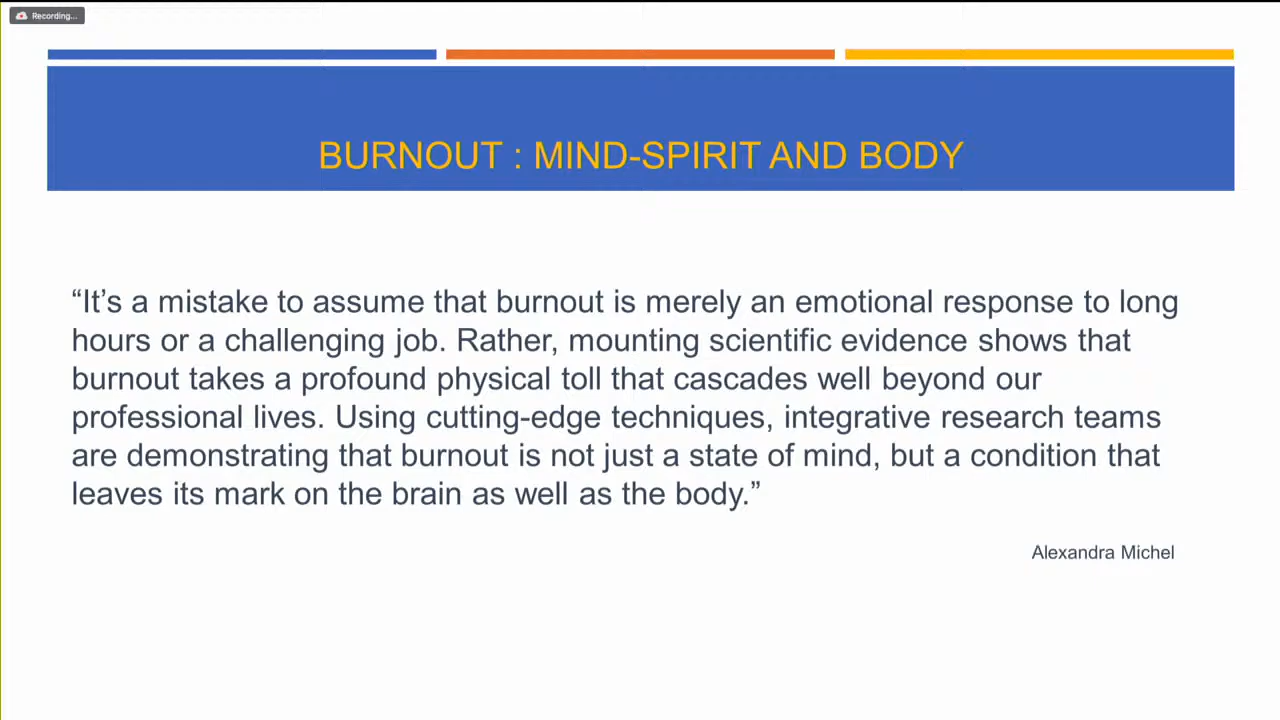 Recording...
BURNOUT : MIND-SPIRIT AND BODY
“It’s a mistake to assume that burnout is merely an emotional response to long
hours or a challenging job. Rather, mounting scientific evidence shows that
burnout takes a profound physical toll that cascades well beyond our
professional lives. Using cutting-edge techniques, integrative research teams
are demonstrating that burnout is not just a state of mind, but a condition that
leaves its mark on the brain as well as the body.”
Alexandra Michel